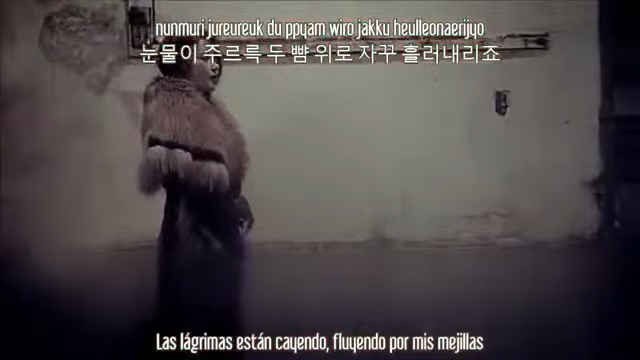 nunmuri jureureuk du ppyam wiro jakku heulleonaerijyo
눈물이 주르륵 두 뺨 위로 자꾸 흘러내리죠
Las lágrimas están cayendo, fluyendo por mis mejillas